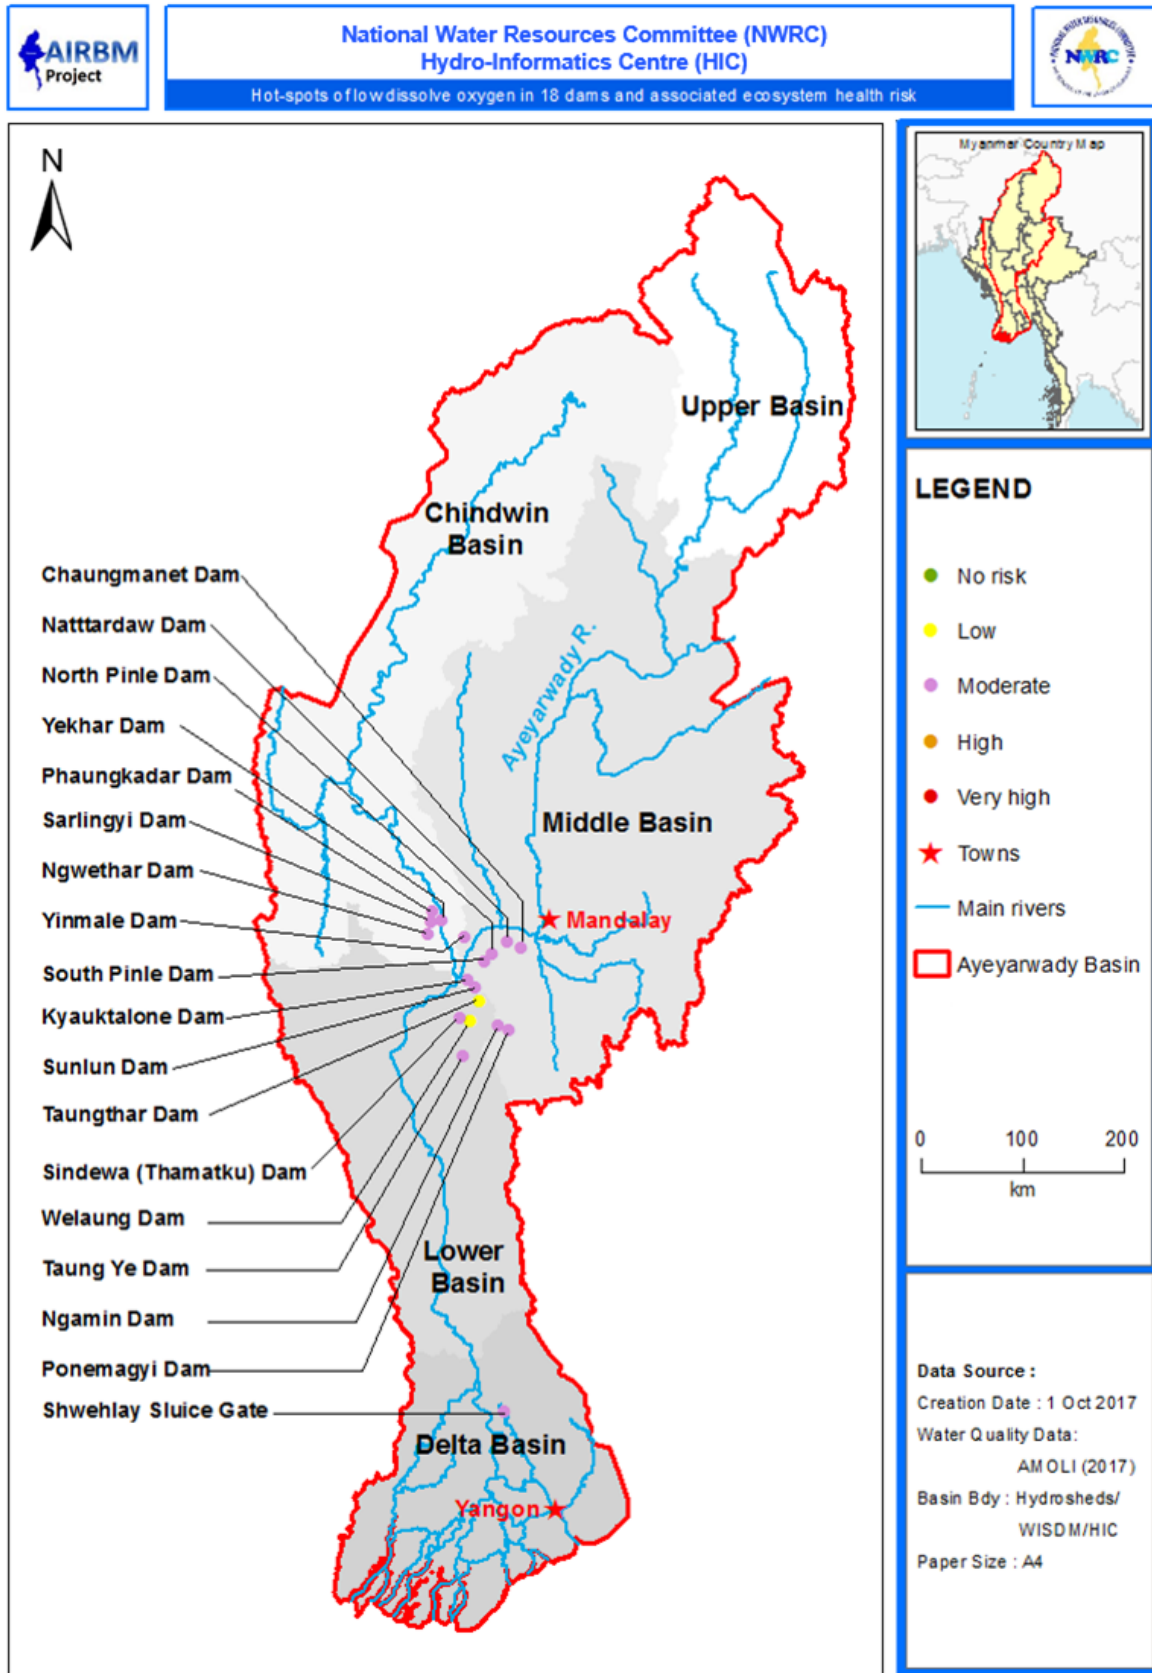 AIRBM
Project
National Water Resources Committee (NWRC)
Hydro-Informatics Centre (HIC)
Hot-spots of low dissolve oxygen in 18 dams and associated ecosystem health risk
NWRC
N
Myanmar Country Map
Upper Basin
Chindwin
Basin
Ayeyarwady R.
Middle Basin
Mandalay
Lower
Basin
Delta Basin
Yangon
Chaungmanet Dam
Natttardaw Dam
North Pinle Dam
Yekhar Dam
Phaungkadar Dam
Sarlingyi Dam
Ngwethar Dam
Yinmale Dam
South Pinle Dam
Kyauktalone Dam
Sunlun Dam
Taungthar Dam
Sindewa (Thamatku) Dam
Welaung Dam
Taung Ye Dam
Ngamin Dam
Ponemagyi Dam
Shwehlay Sluice Gate
LEGEND
No risk
Low
Moderate
High
Very high
Towns
Main rivers
Ayeyarwady Basin
0 100 200
km
Data Source :
Creation Date : 1 Oct 2017
Water Quality Data:
AMOLI (2017)
Basin Bdy : Hydrosheds/
WISDM/HIC
Paper Size : A4